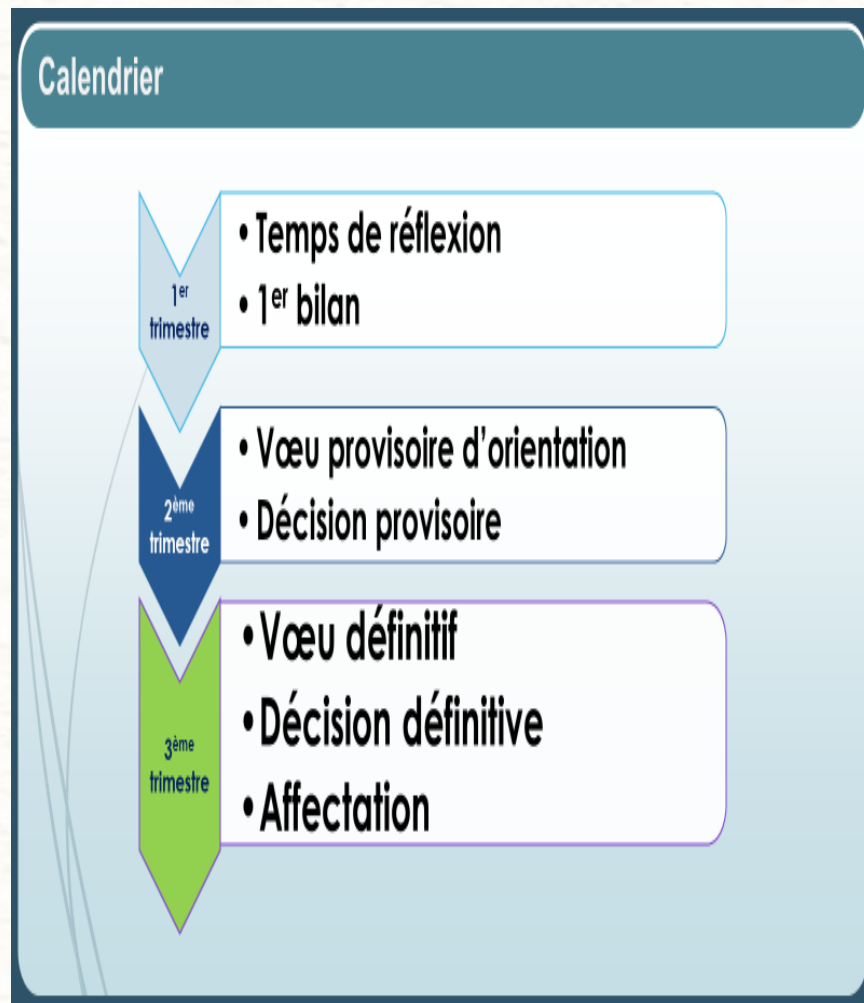 Calendrier
1er
trimestre
• Temps de réflexion
• 1er bilan
2ème
trimestre
• Vœu provisoire d'orientation
• Décision provisoire
3ème
trimestre
• Vœu définitif
• Décision définitive
• Affectation